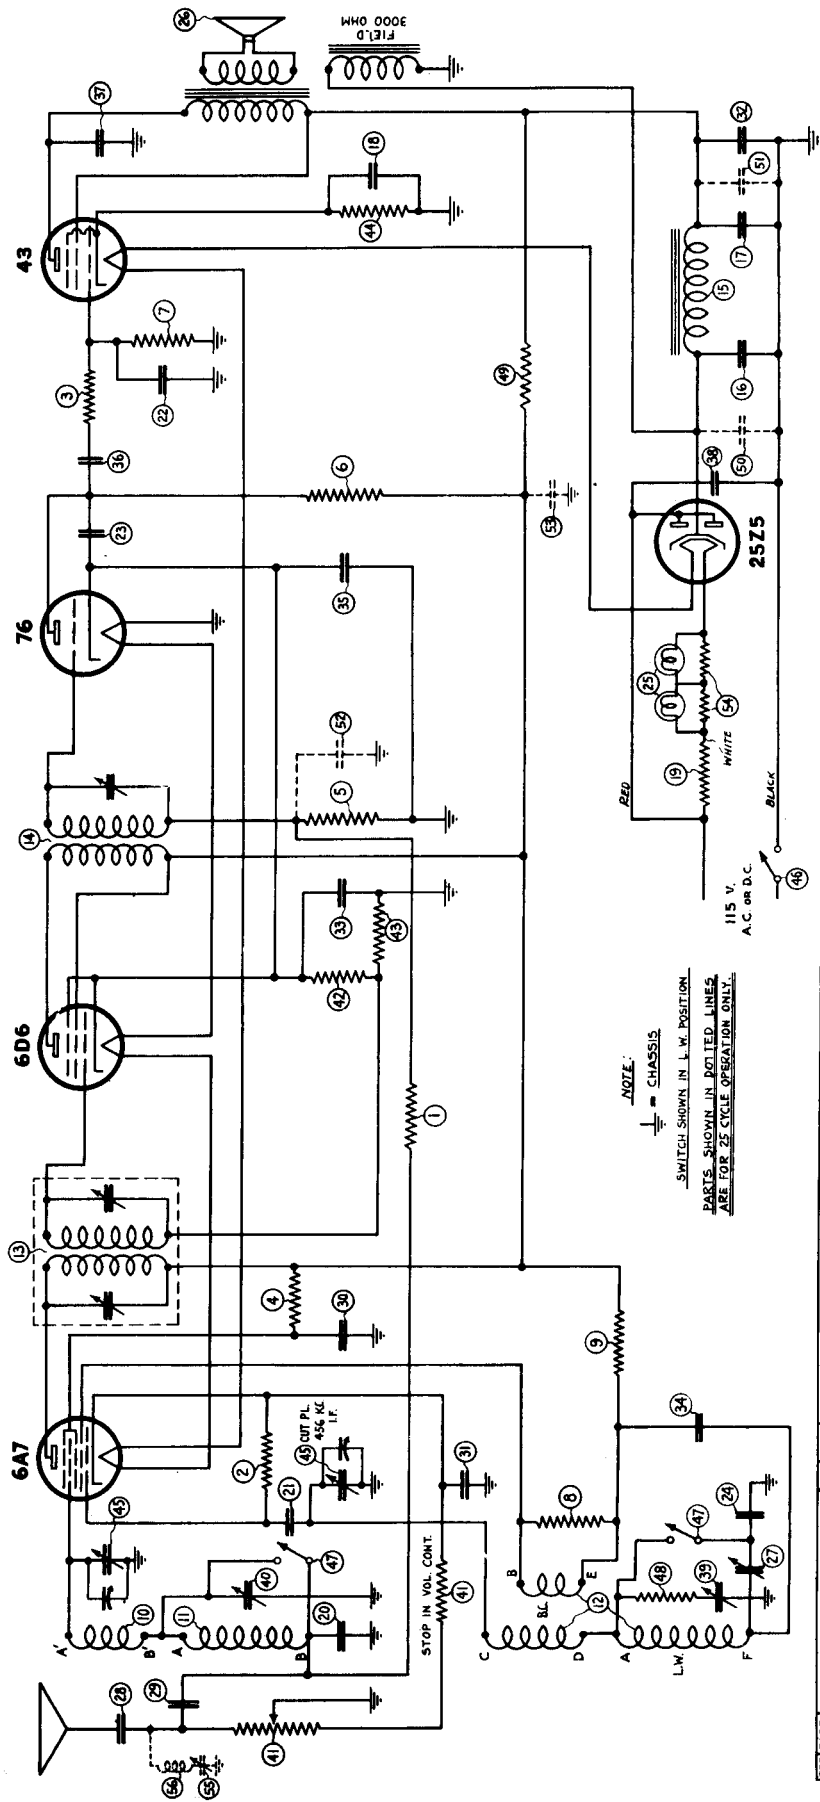 6A7
6D6
76
43
25Z5
26
37
FIELD
3000 OHM
18
44
7
3
22
36
23
6
49
53
35
52
5
14
33
43
42
1
13
4
30
45
CUT PL.
456 KC
I.F.
45
2
21
31
47
40
20
10
11
A'
B'
A
B
28
29
41
56
55
STOP IN VOL. CONT.
41
C
D
B
E
B.C.
12
A
L.W.
F
8
9
34
48
39
47
24
27
32
51
17
15
16
50
38
25
54
19
WHITE
RED
BLACK
115 V.
A.C. OR D.C.
46
NOTE:
= CHASSIS
SWITCH SHOWN IN L.W. POSITION
PARTS SHOWN IN DOTTED LINES
ARE FOR 25 CYCLE OPERATION ONLY.